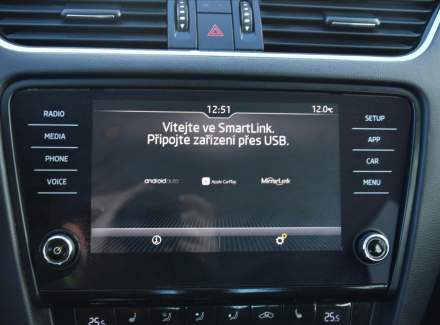 12:51
12.0°C
RADIO
MEDIA
PHONE
VOICE
Vítejte ve SmartLink.
Připojte zařízení přes USB.
androidauto
Apple CarPlay
MirrorLink
SETUP
APP
CAR
MENU
25.5
25.5